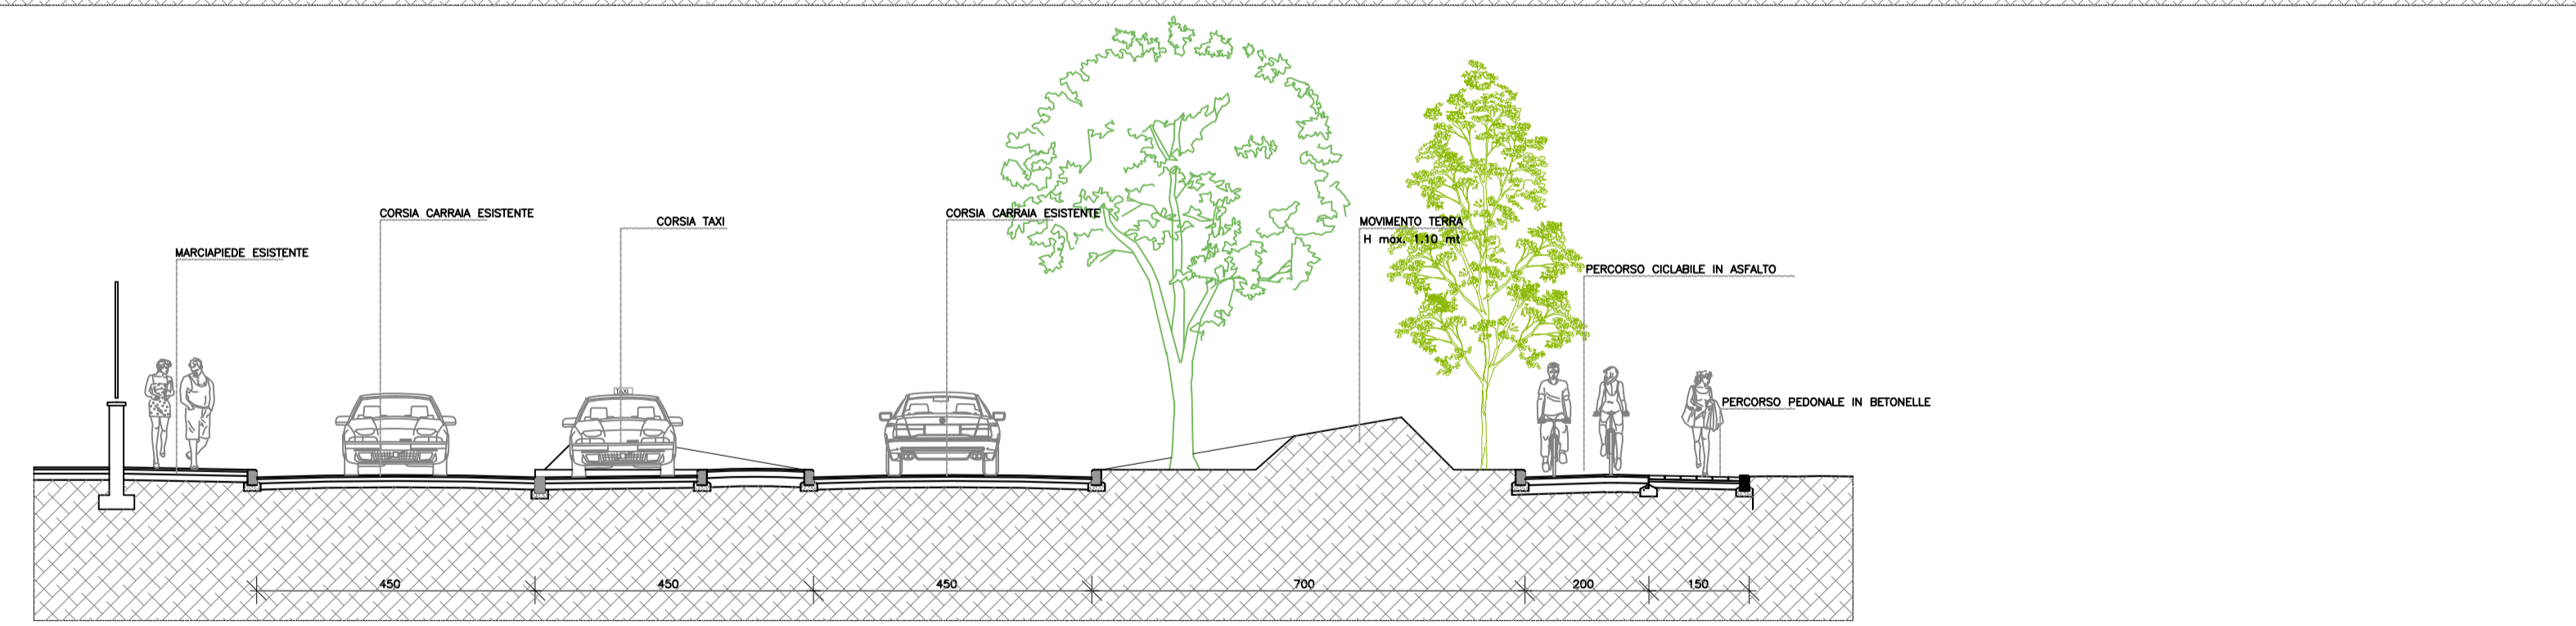 CORSIA CARRAIA ESISTENTE
CORSIA TAXI
CORSIA CARRAIA ESISTENTE
MOVIMENTO TERRA
H max. 1.10 mt
MARCIAPIEDE ESISTENTE
PERCORSO CICLABILE IN ASFALTO
TAXI
PERCORSO PEDONALE IN BETONELLE
450
450
450
700
200
150